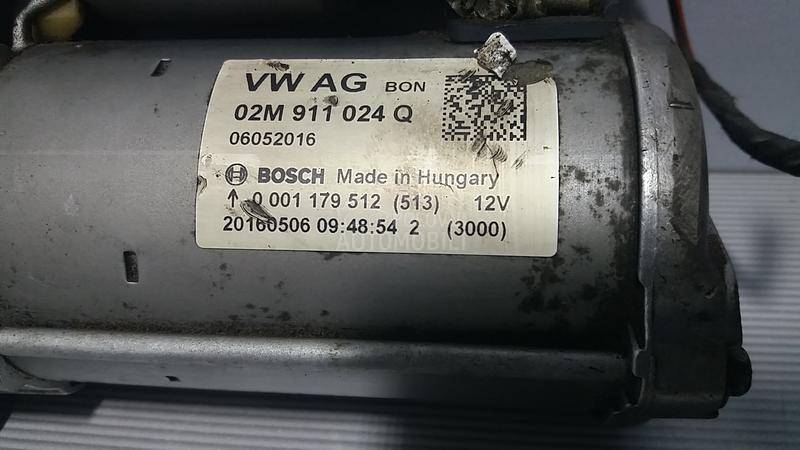 VW AG BON
02M 911 024 Q
06052016
BOSCH Made in Hungary
↑ 0 001 179 512 (513) 12V
20160506 09:48:54 2 (3000)
AUTOMOBILI